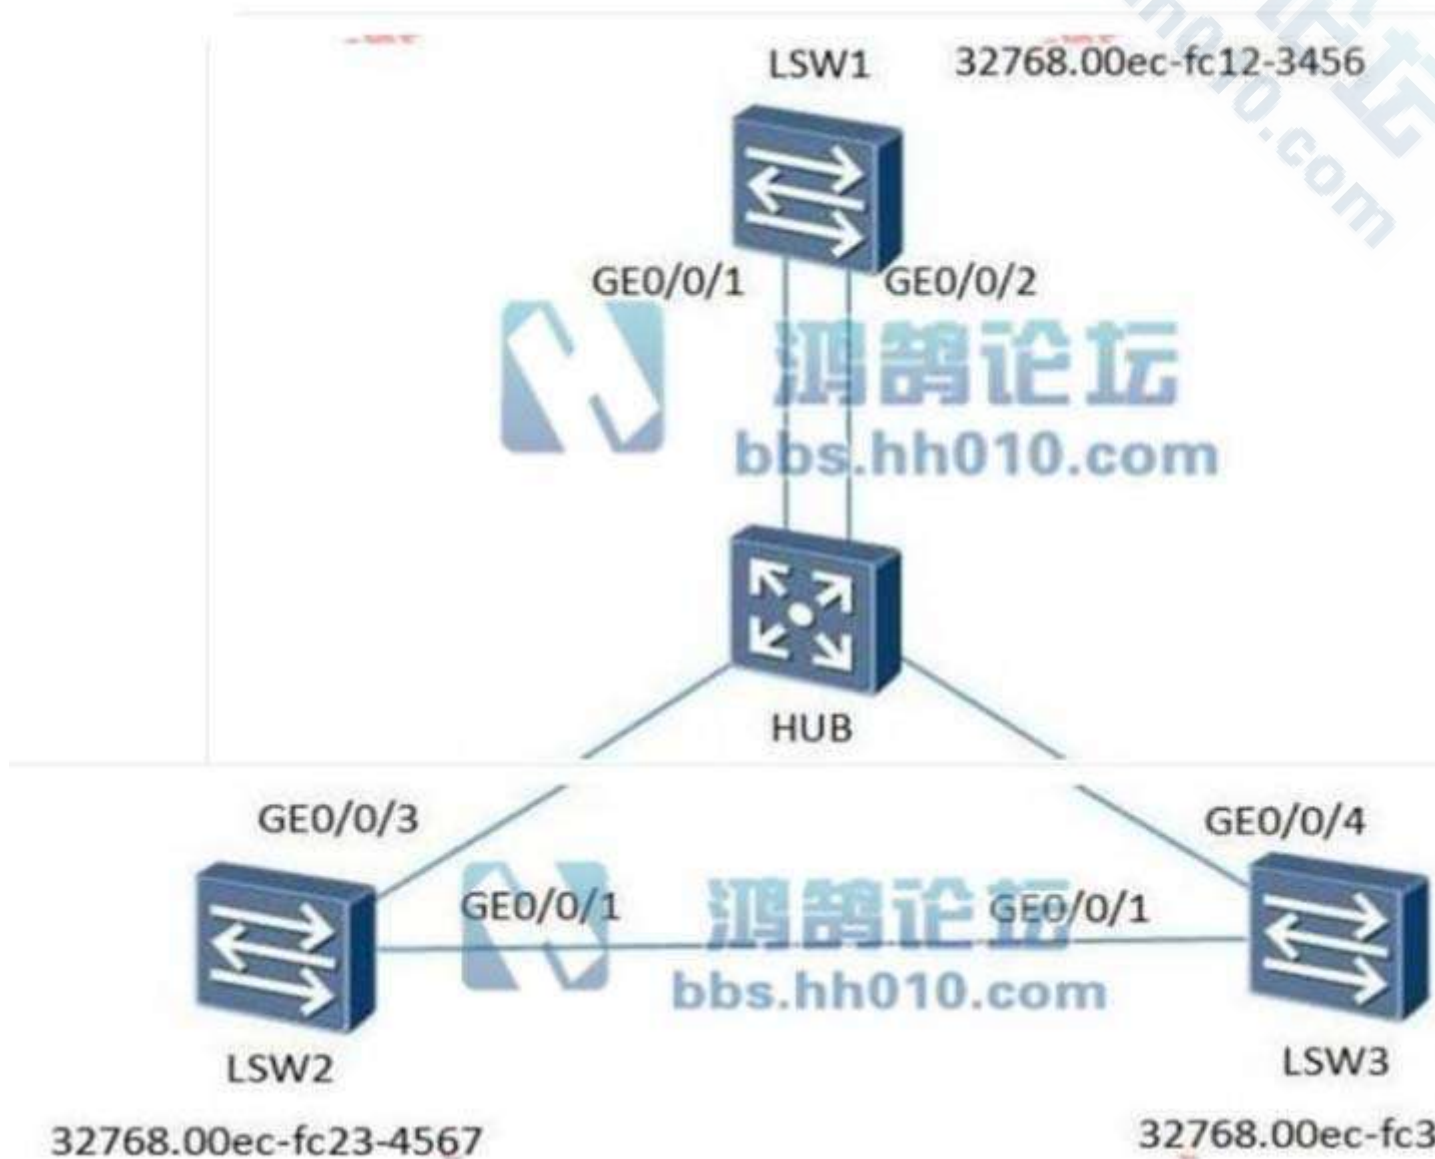 LSW1
32768.00ec-fc12-3456
GE0/0/1
GE0/0/2
鸿鹄论坛
bbs.hh010.com
HUB
GE0/0/3
GE0/0/4
GE0/0/1
鸿鹄论坛
GE0/0/1
bbs.hh010.com
LSW2
LSW3
32768.00ec-fc23-4567
32768.00ec-fc3